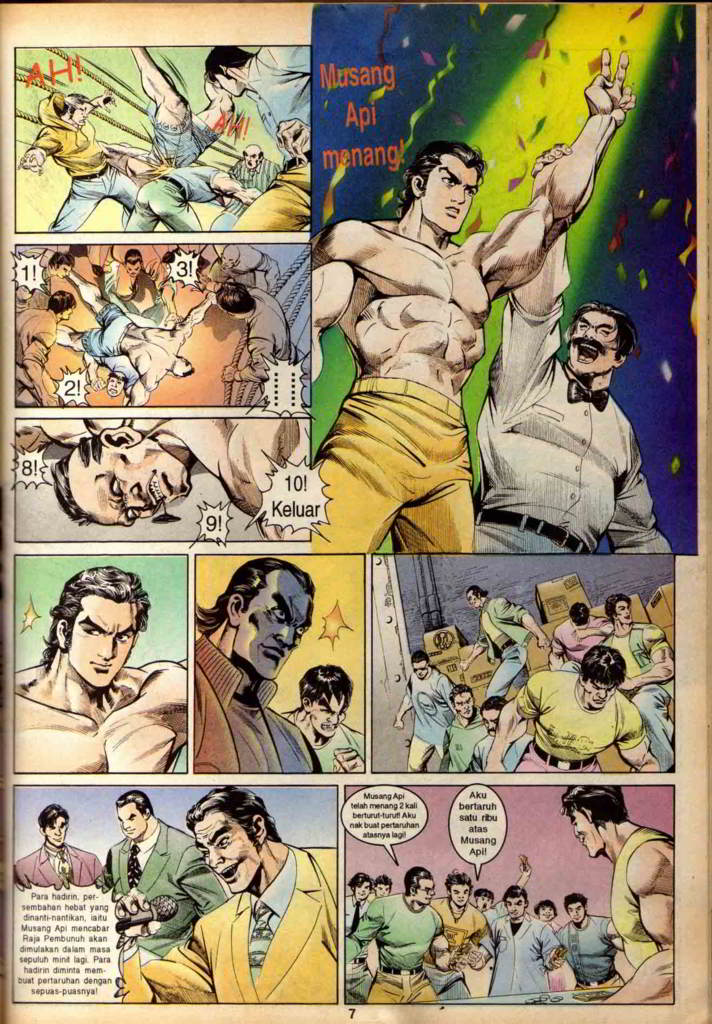 AH!
AH!
Musang
Api
menang!
1!
3!
2!
8!
9!
10!
Keluar
Musang Api
telah menang 2 kali
berturut-turut! Aku
nak buat pertaruhan
atasnya!
Aku
bertaruh
satu ribu
atas
Musang
Api!
Para hadirin, per-
sembahan hebat yang
dinanti-nantikan, iaitu
Musang Api mencabar
Raja Pembunuh akan
dimulakan dalam masa
sepuluh minit lagi. Para
hadirin diminta mem-
buat pertaruhan dengan
sepuas-puasnya!
7